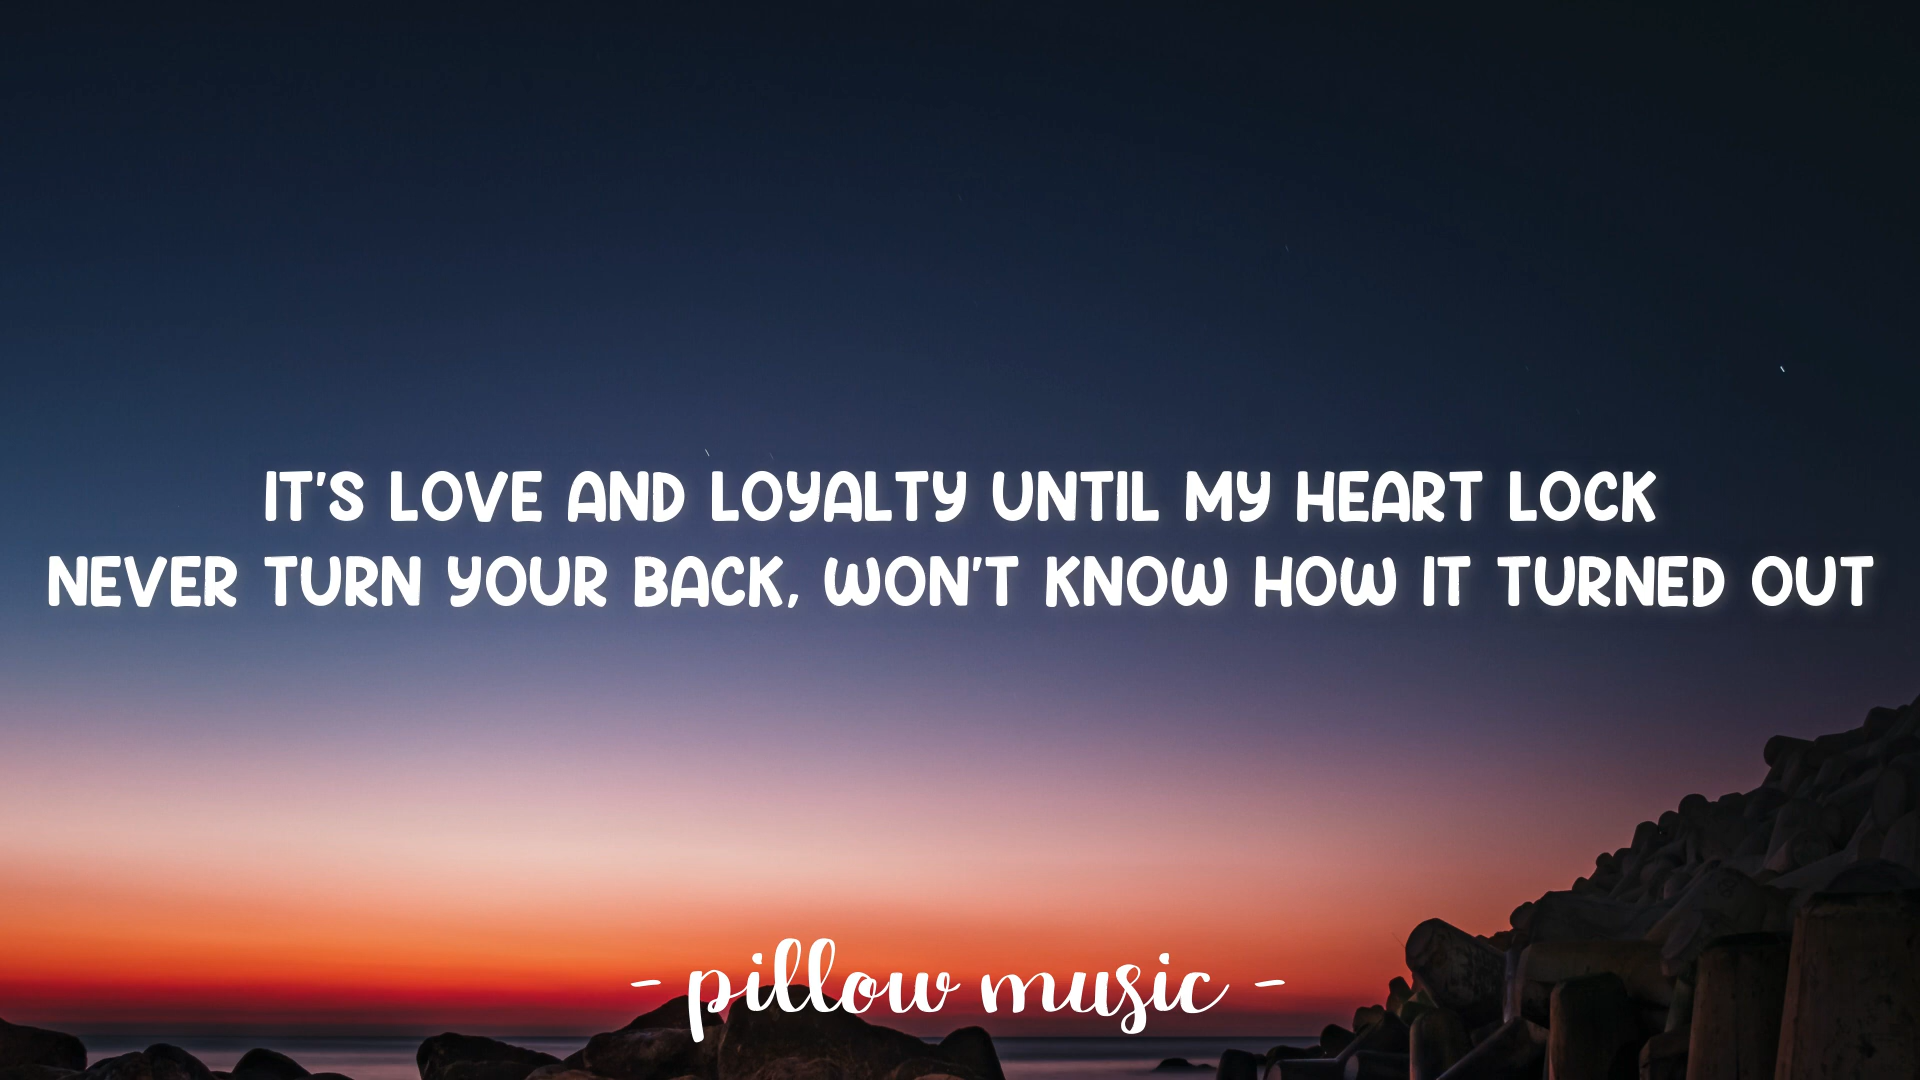 IT'S LOVE AND LOYALTY UNTIL MY HEART LOCK
NEVER TURN YOUR BACK, WON'T KNOW HOW IT TURNED OUT
- pillow music -